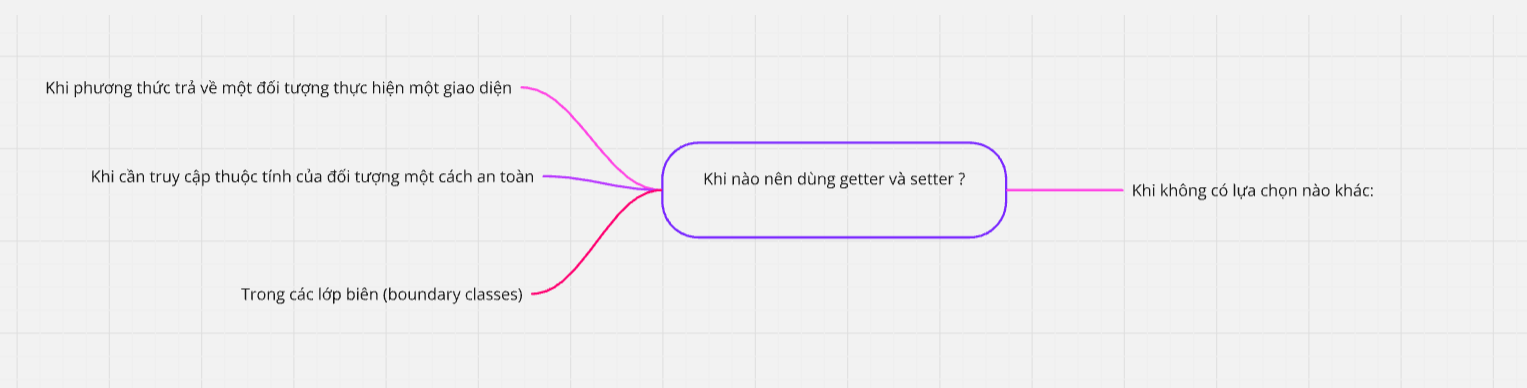 Khi phương thức trả về một đối tượng thực hiện một giao diện
Khi cần truy cập thuộc tính của đối tượng một cách an toàn
Khi nào nên dùng getter và setter ?
Khi không có lựa chọn nào khác:
Trong các lớp biên (boundary classes)